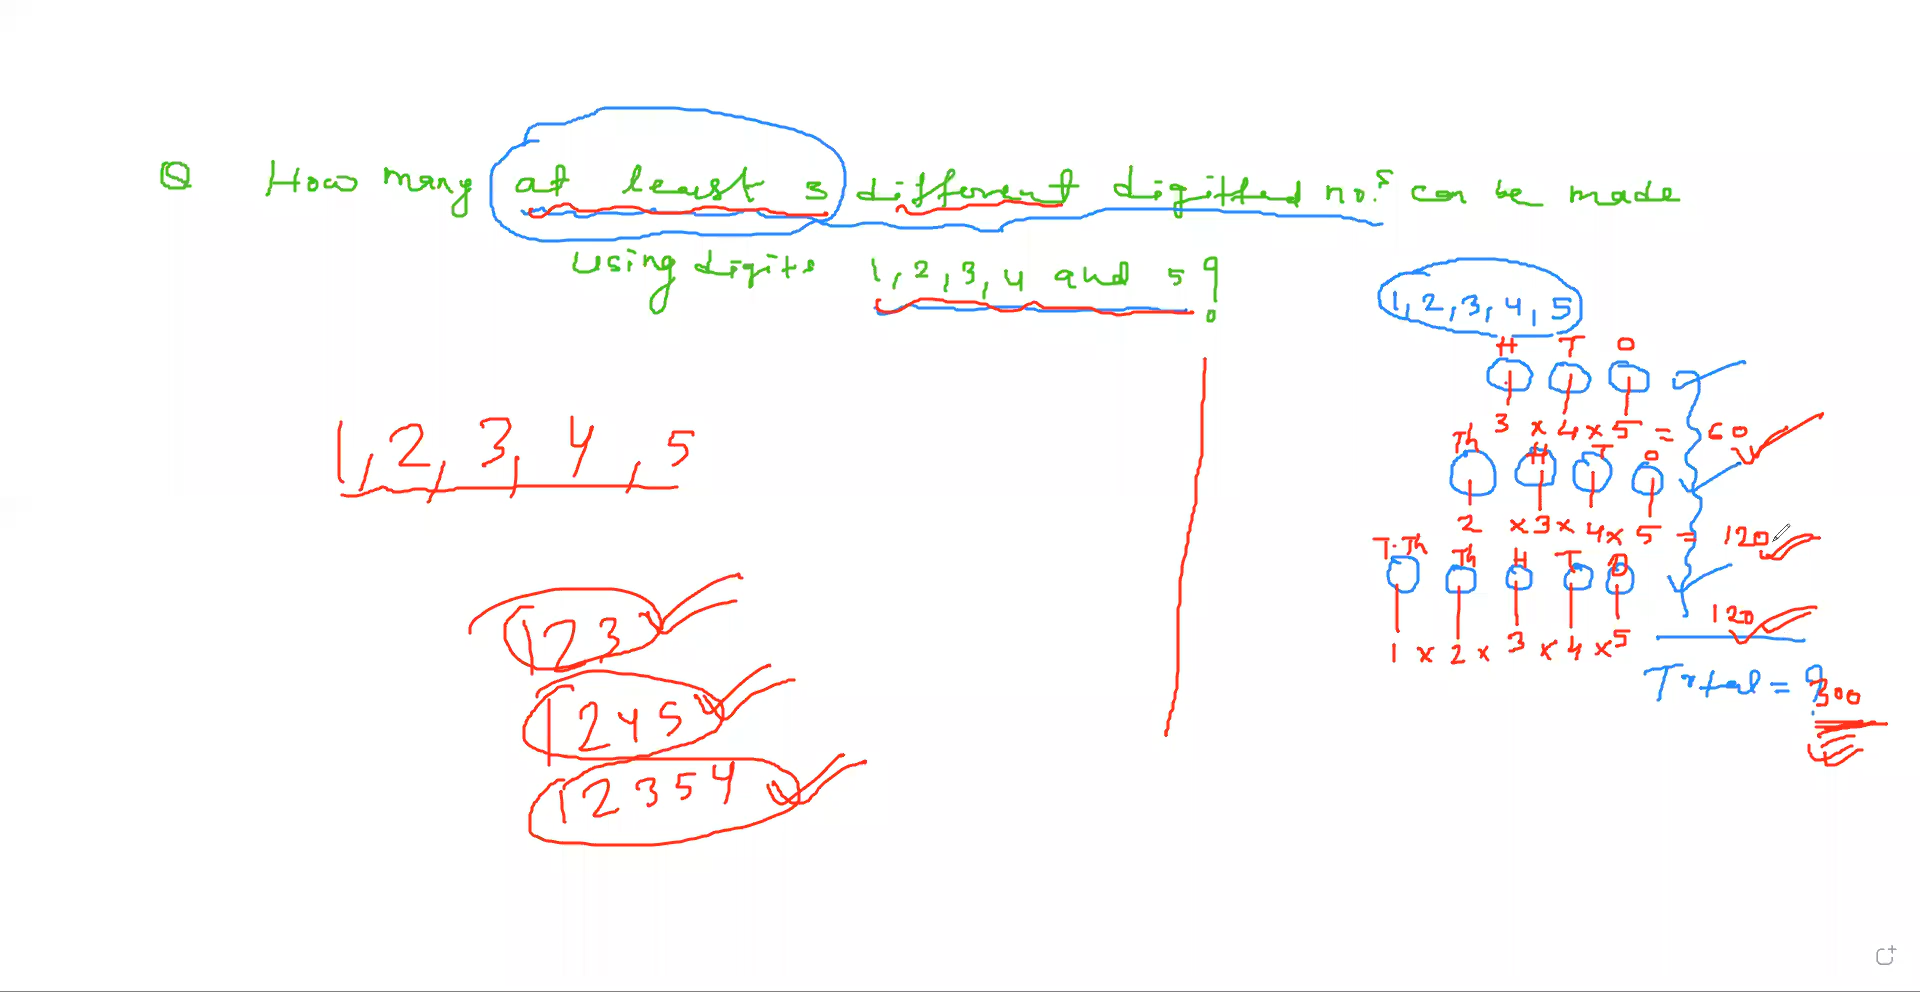 Q How many at least 3 different digitted no.s can be made
using digits 1, 2, 3, 4 and 5 ?
1, 2, 3, 4, 5
123
1245
12354
1, 2, 3, 4, 5
H T O
3 x 4 x 5 = 60
Th H T O
2 x 3 x 4 x 5 = 120
T.Th Th H T O
1 x 2 x 3 x 4 x 5 120
Total = ? 300